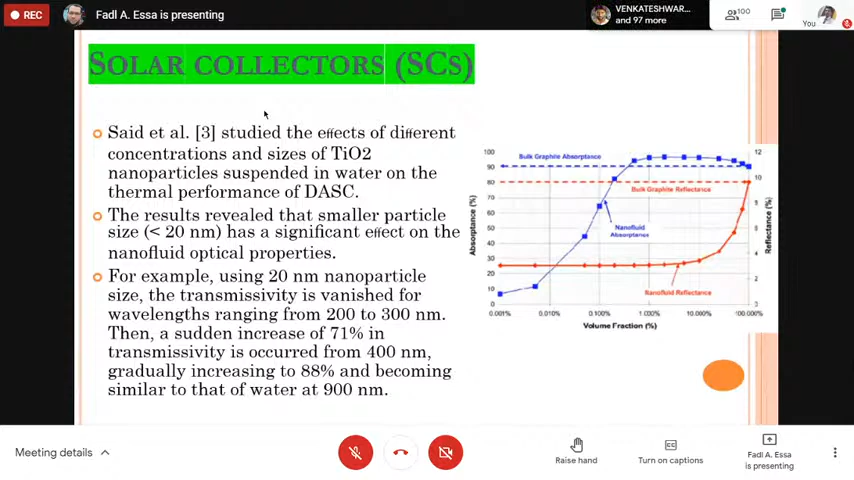 REC
Fadl A. Essa is presenting
VENKATESHWAR...
and 97 more
100
You
SOLAR COLLECTORS (SCS)
Said et al. [3] studied the effects of different
concentrations and sizes of TiO2
nanoparticles suspended in water on the
thermal performance of DASC.
The results revealed that smaller particle
size (< 20 nm) has a significant effect on the
nanofluid optical properties.
For example, using 20 nm nanoparticle
size, the transmissivity is vanished for
wavelengths ranging from 200 to 300 nm.
Then, a sudden increase of 71% in
transmissivity is occurred from 400 nm,
gradually increasing to 88% and becoming
similar to that of water at 900 nm.
100
90
80
70
60
50
40
30
20
10
0
Absorptance (%)
Bulk Graphite Absorptance
Bulk Graphite Reflectance
Nanofluid
Absorptance
Nanofluid Reflectance
12
10
8
4
2
0
Reflectance (%)
0.001%
0.010%
0.100%
1.000%
10.000%
100.000%
Volume Fraction (%)
Meeting details
Raise hand
Turn on captions
Fadl A. Essa
is presenting